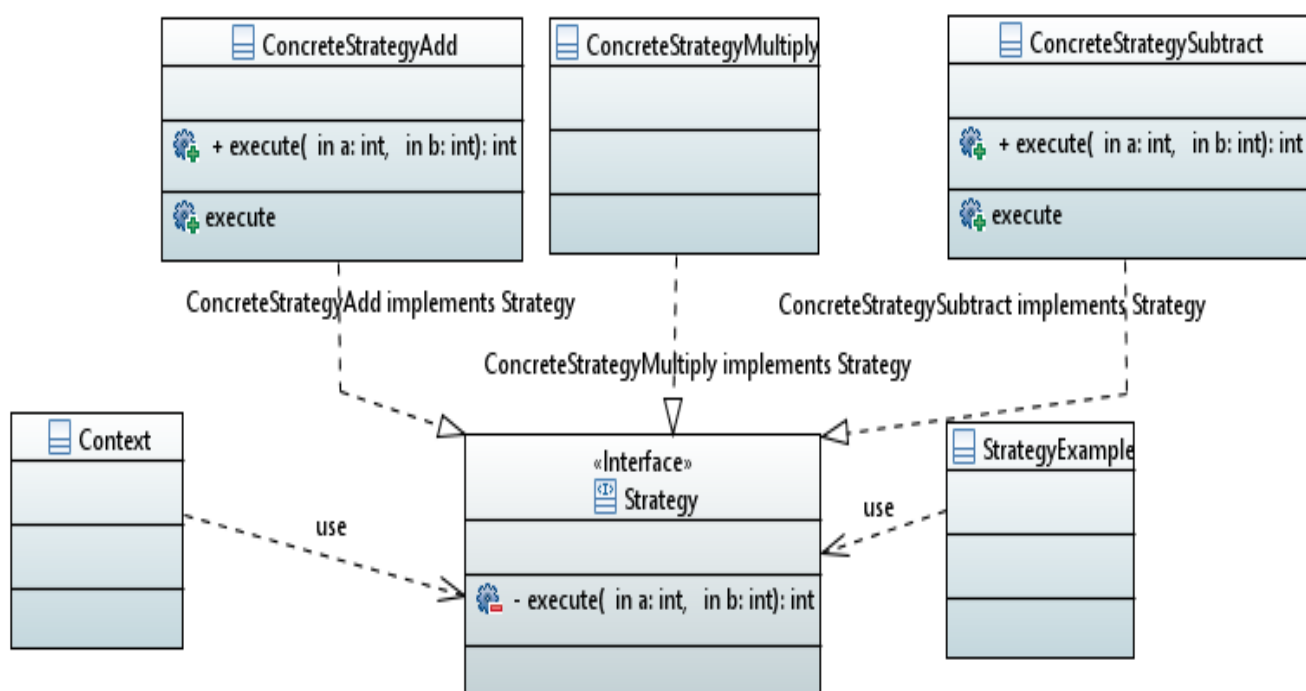 ConcreteStrategyAdd
+ execute( in a: int, in b: int): int
execute
ConcreteStrategyMultiply
ConcreteStrategySubtract
+ execute( in a: int, in b: int): int
execute
ConcreteStrategyAdd implements Strategy
ConcreteStrategySubtract implements Strategy
ConcreteStrategyMultiply implements Strategy
Context
use
«Interface»
Strategy
- execute( in a: int, in b: int): int
use
StrategyExample